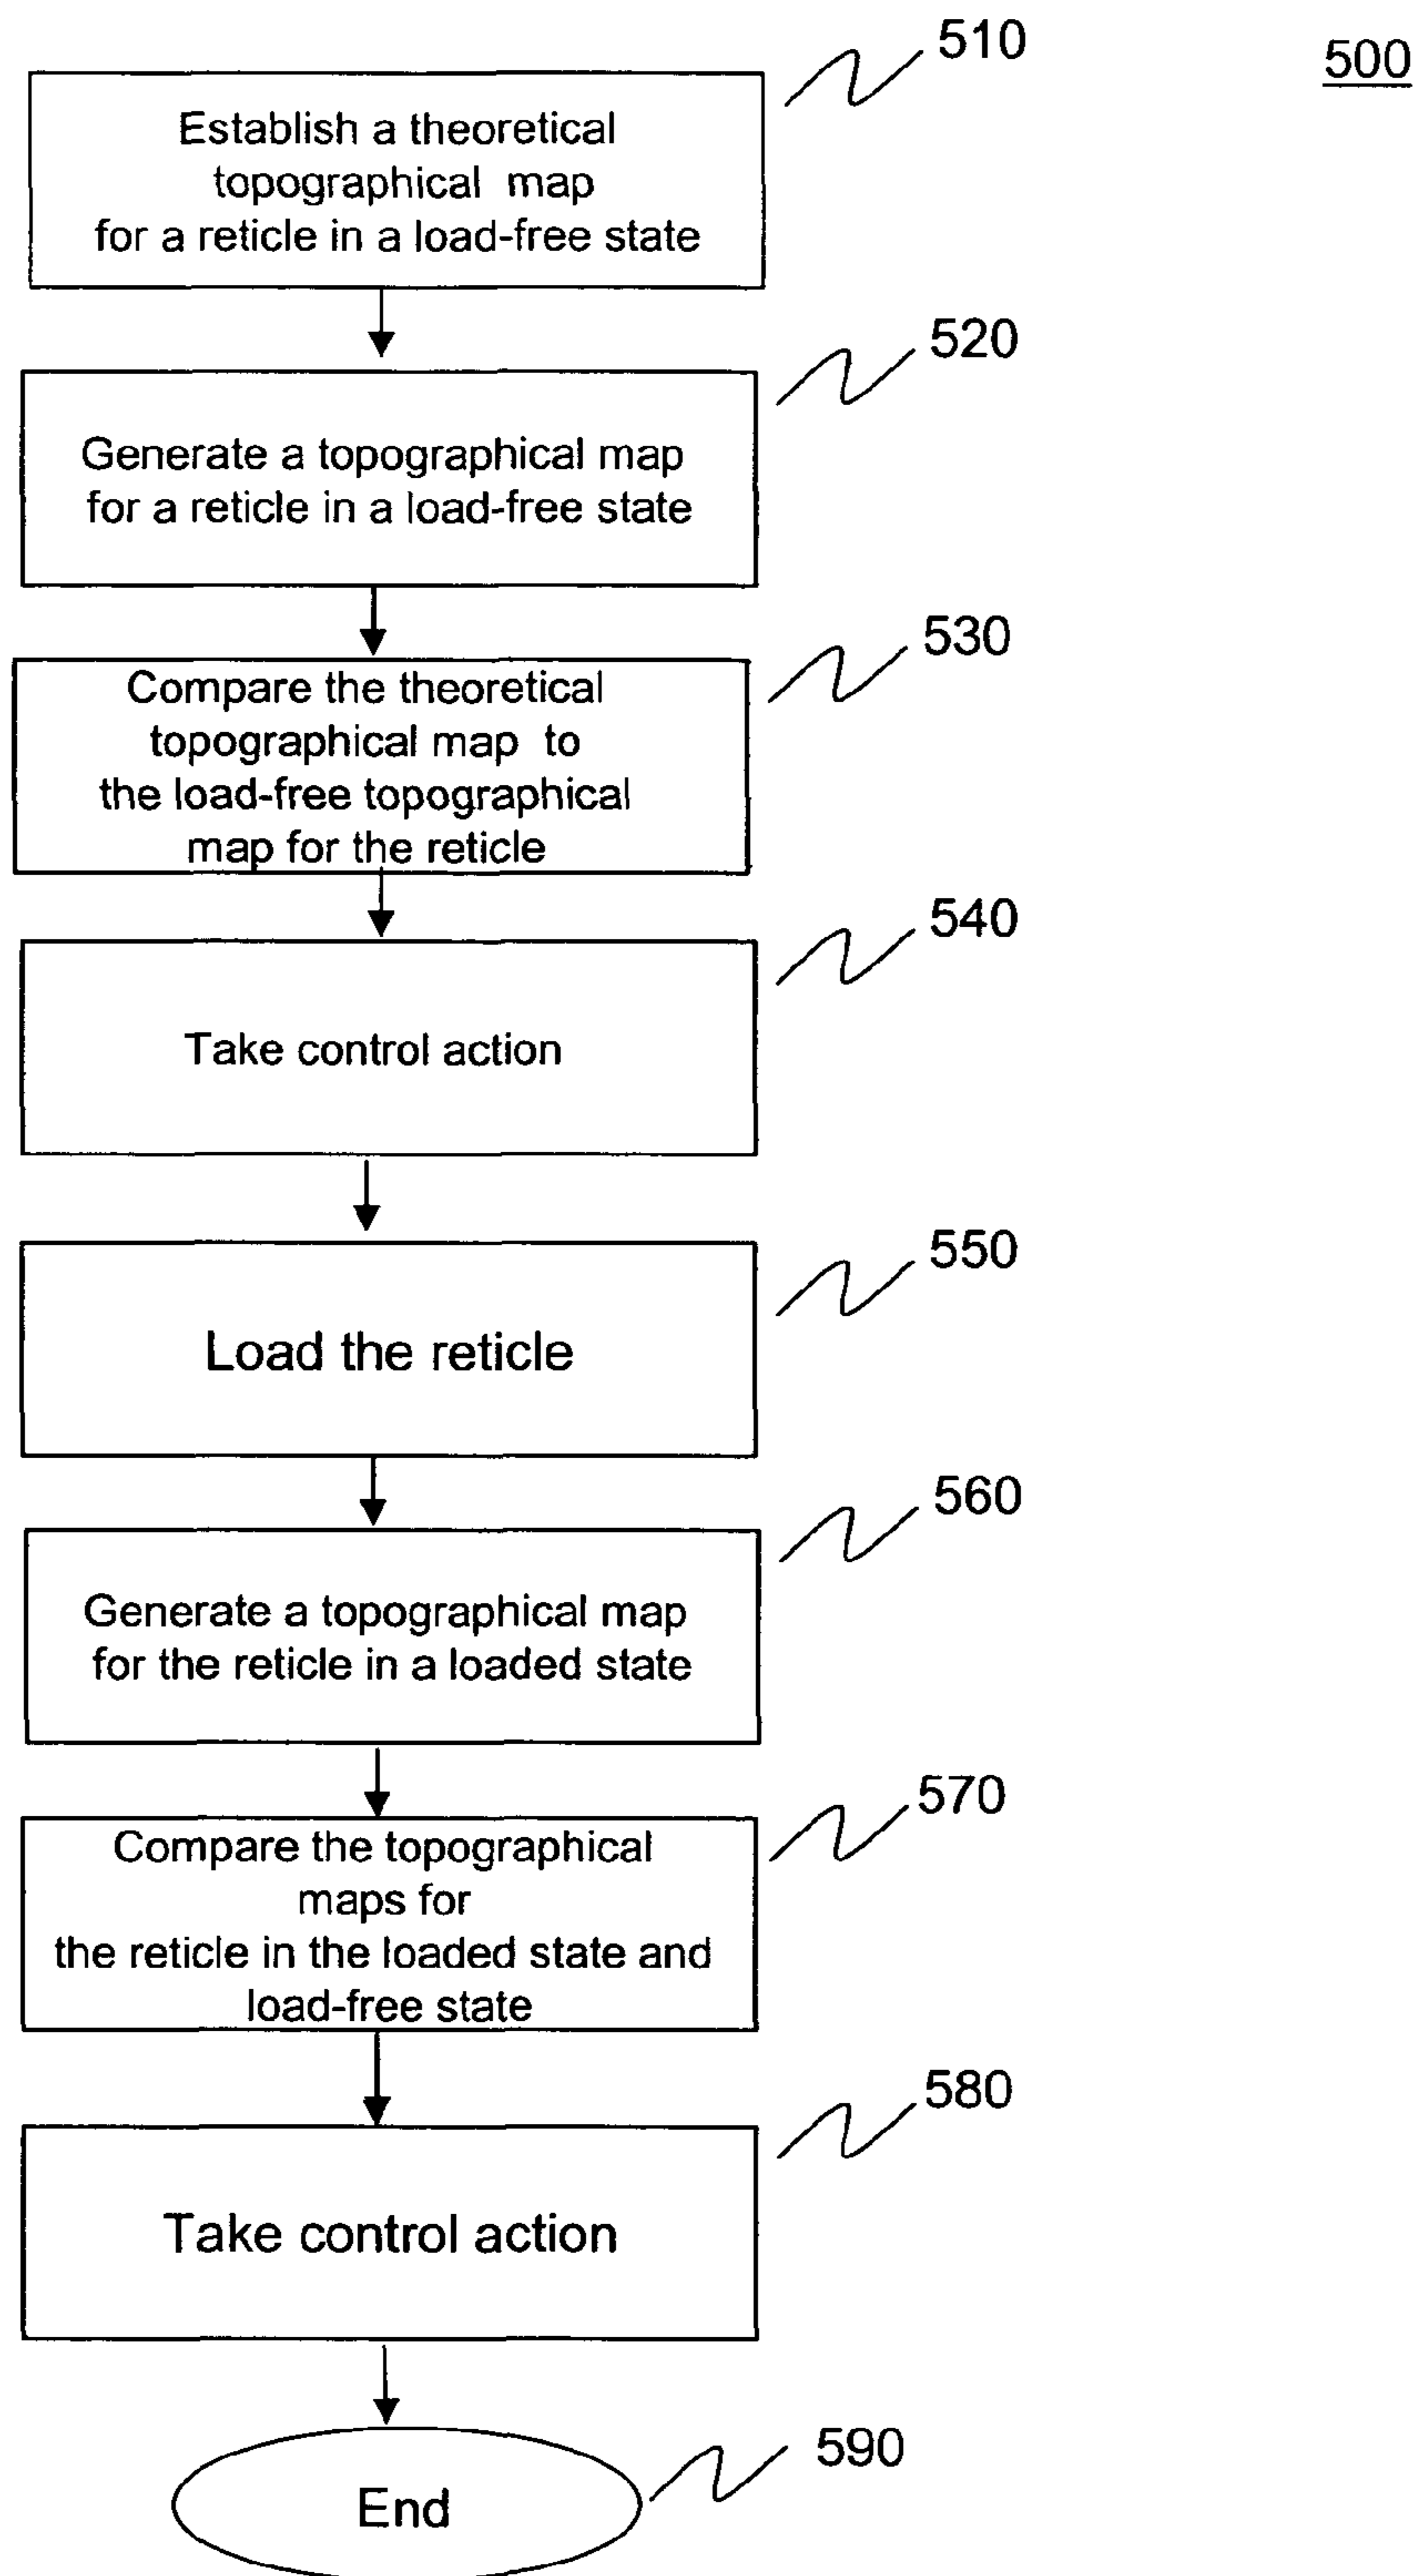 510
500
Establish a theoretical
topographical map
for a reticle in a load-free state
520
Generate a topographical map
for a reticle in a load-free state
530
Compare the theoretical
topographical map to
the load-free topographical
map for the reticle
540
Take control action
550
Load the reticle
560
Generate a topographical map
for the reticle in a loaded state
570
Compare the topographical
maps for
the reticle in the loaded state and
load-free state
580
Take control action
590
End